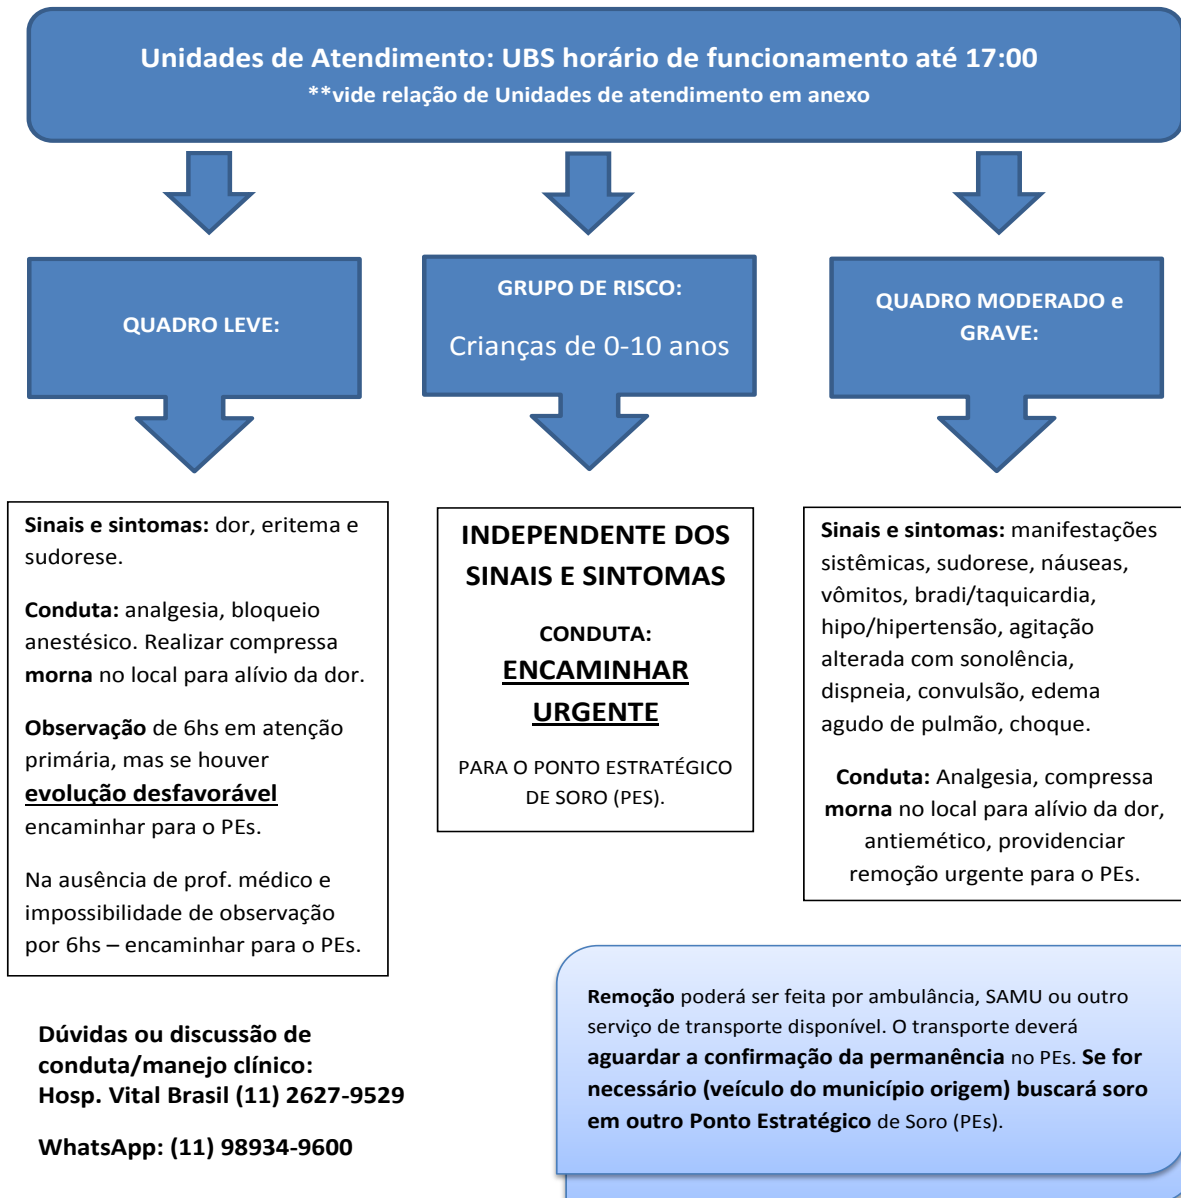 Unidades de Atendimento: UBS horário de funcionamento até 17:00
**vide relação de Unidades de atendimento em anexo
QUADRO LEVE:
GRUPO DE RISCO:
Crianças de 0-10 anos
QUADRO MODERADO e
GRAVE:
Sinais e sintomas: dor, eritema e
sudorese.
Conduta: analgesia, bloqueio
anestésico. Realizar compressa
morna no local para alívio da dor.
Observação de 6hs em atenção
primária, mas se houver
evolução desfavorável
encaminhar para o PEs.
Na ausência de prof. médico e
impossibilidade de observação
por 6hs – encaminhar para o PEs.
INDEPENDENTE DOS
SINAIS E SINTOMAS
CONDUTA:
ENCAMINHAR
URGENTE
PARA O PONTO ESTRATÉGICO
DE SORO (PES).
Sinais e sintomas: manifestações
sistêmicas, sudorese, náuseas,
vômitos, bradi/taquicardia,
hipo/hipertensão, agitação
alterada com sonolência,
dispneia, convulsão, edema
agudo de pulmão, choque.
Conduta: Analgesia, compressa
morna no local para alívio da dor,
antiemético, providenciar
remoção urgente para o PEs.
Dúvidas ou discussão de
conduta/manejo clínico:
Hosp. Vital Brasil (11) 2627-9529
WhatsApp: (11) 98934-9600
Remoção poderá ser feita por ambulância, SAMU ou outro
serviço de transporte disponível. O transporte deverá
aguardar a confirmação da permanência no PEs. Se for
necessário (veículo do município origem) buscará soro
em outro Ponto Estratégico de Soro (PEs).